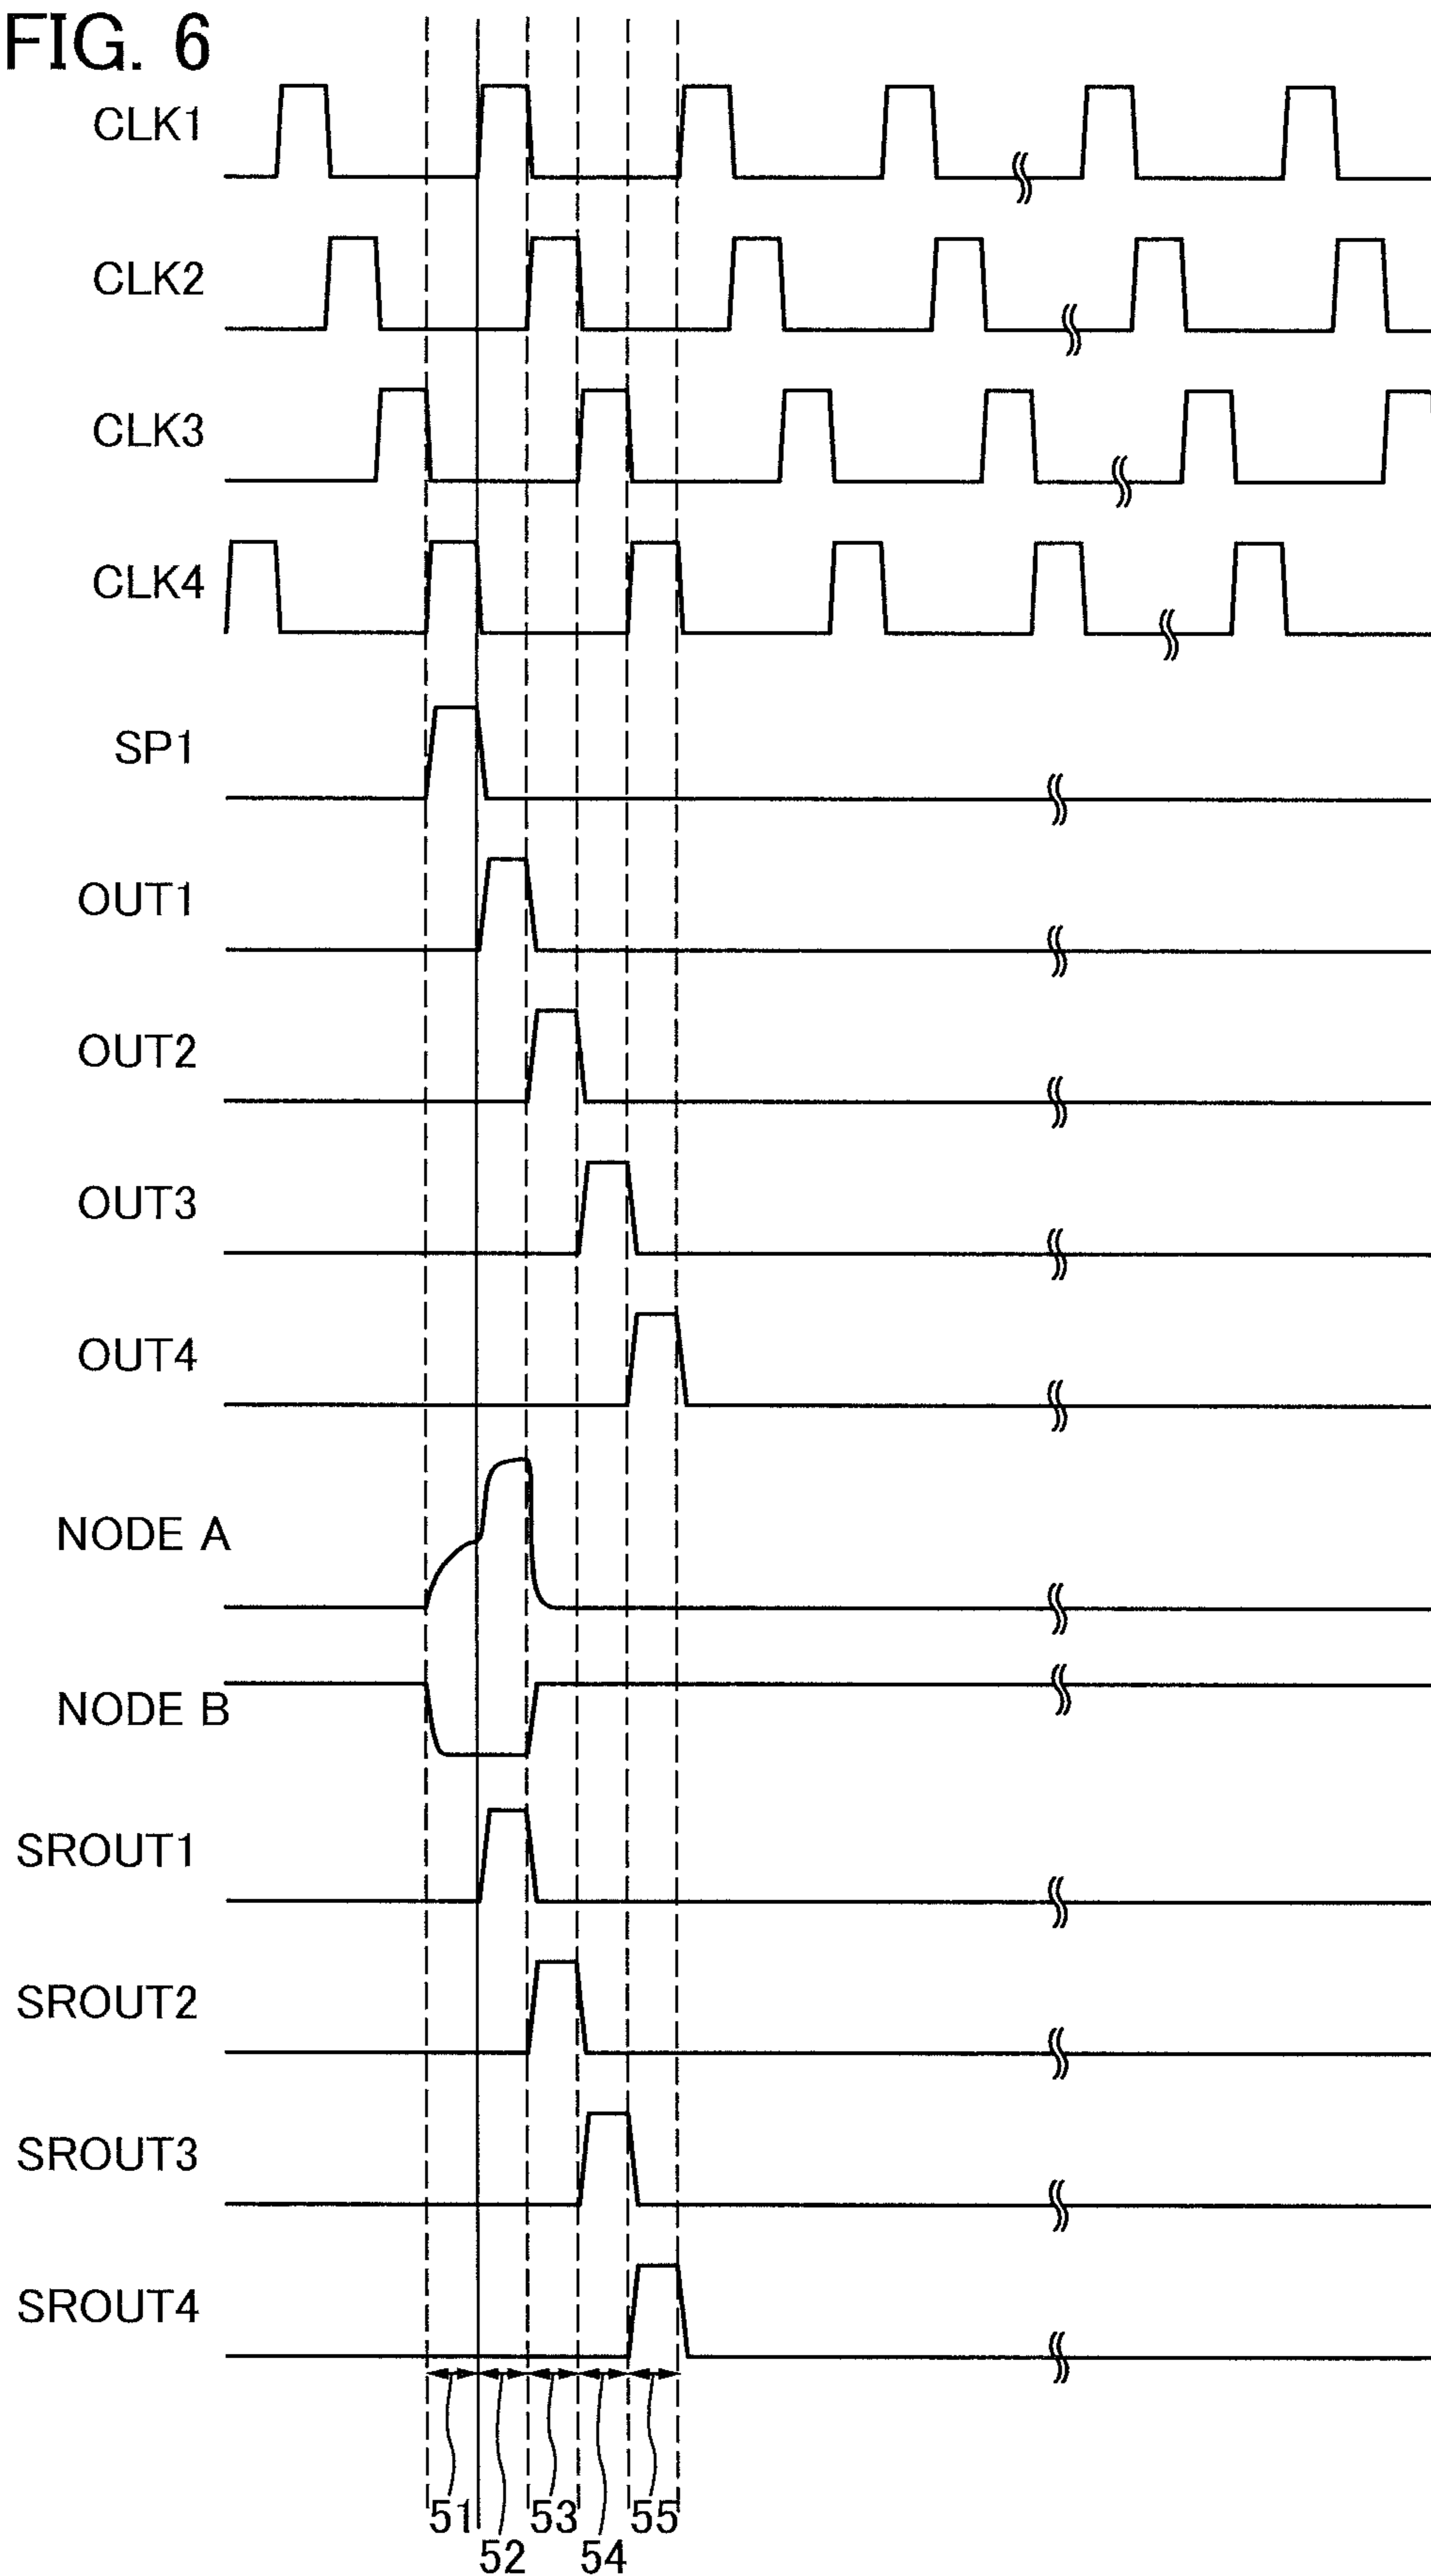 FIG. 6
CLK1
CLK2
CLK3
CLK4
SP1
OUT1
OUT2
OUT3
OUT4
NODE A
NODE B
SROUT1
SROUT2
SROUT3
SROUT4
51
52
53
54
55